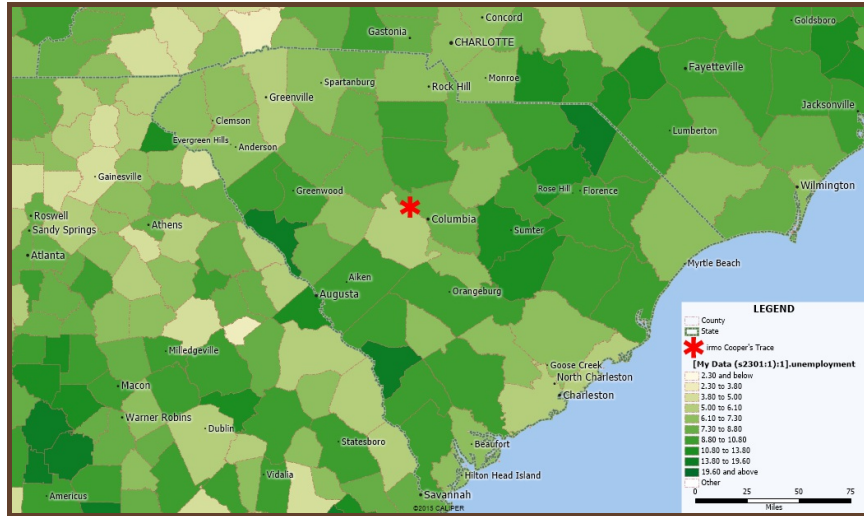 Concord
Goldsboro
Gastonia
CHARLOTTE
Fayetteville
Spartanburg
Monroe
Rock Hill
Greenville
Jacksonville
Clemson
Lumberton
Evergreen Hills
Anderson
Gainesville
Greenwood
Rose Hill
Florence
Wilmington
Roswell
Columbia
Sandy Springs
Athens
Sumter
Atlanta
Myrtle Beach
Aiken
Orangeburg
Augusta
Milledgeville
Goose Creek
North Charleston
Macon
Charleston
Warner Robins
Dublin
Statesboro
Beaufort
Vidalia
Hilton Head Island
Americus
Savannah
©2015 CALIPER
LEGEND
County
State
irmo Cooper's Trace
[My Data (s2301:1):1].unemployment
2.30 and below
2.30 to 3.80
3.80 to 5.00
5.00 to 6.10
6.10 to 7.30
7.30 to 8.80
8.80 to 10.80
10.80 to 13.80
13.80 to 19.60
19.60 and above
Other
0 25 50 75
Miles